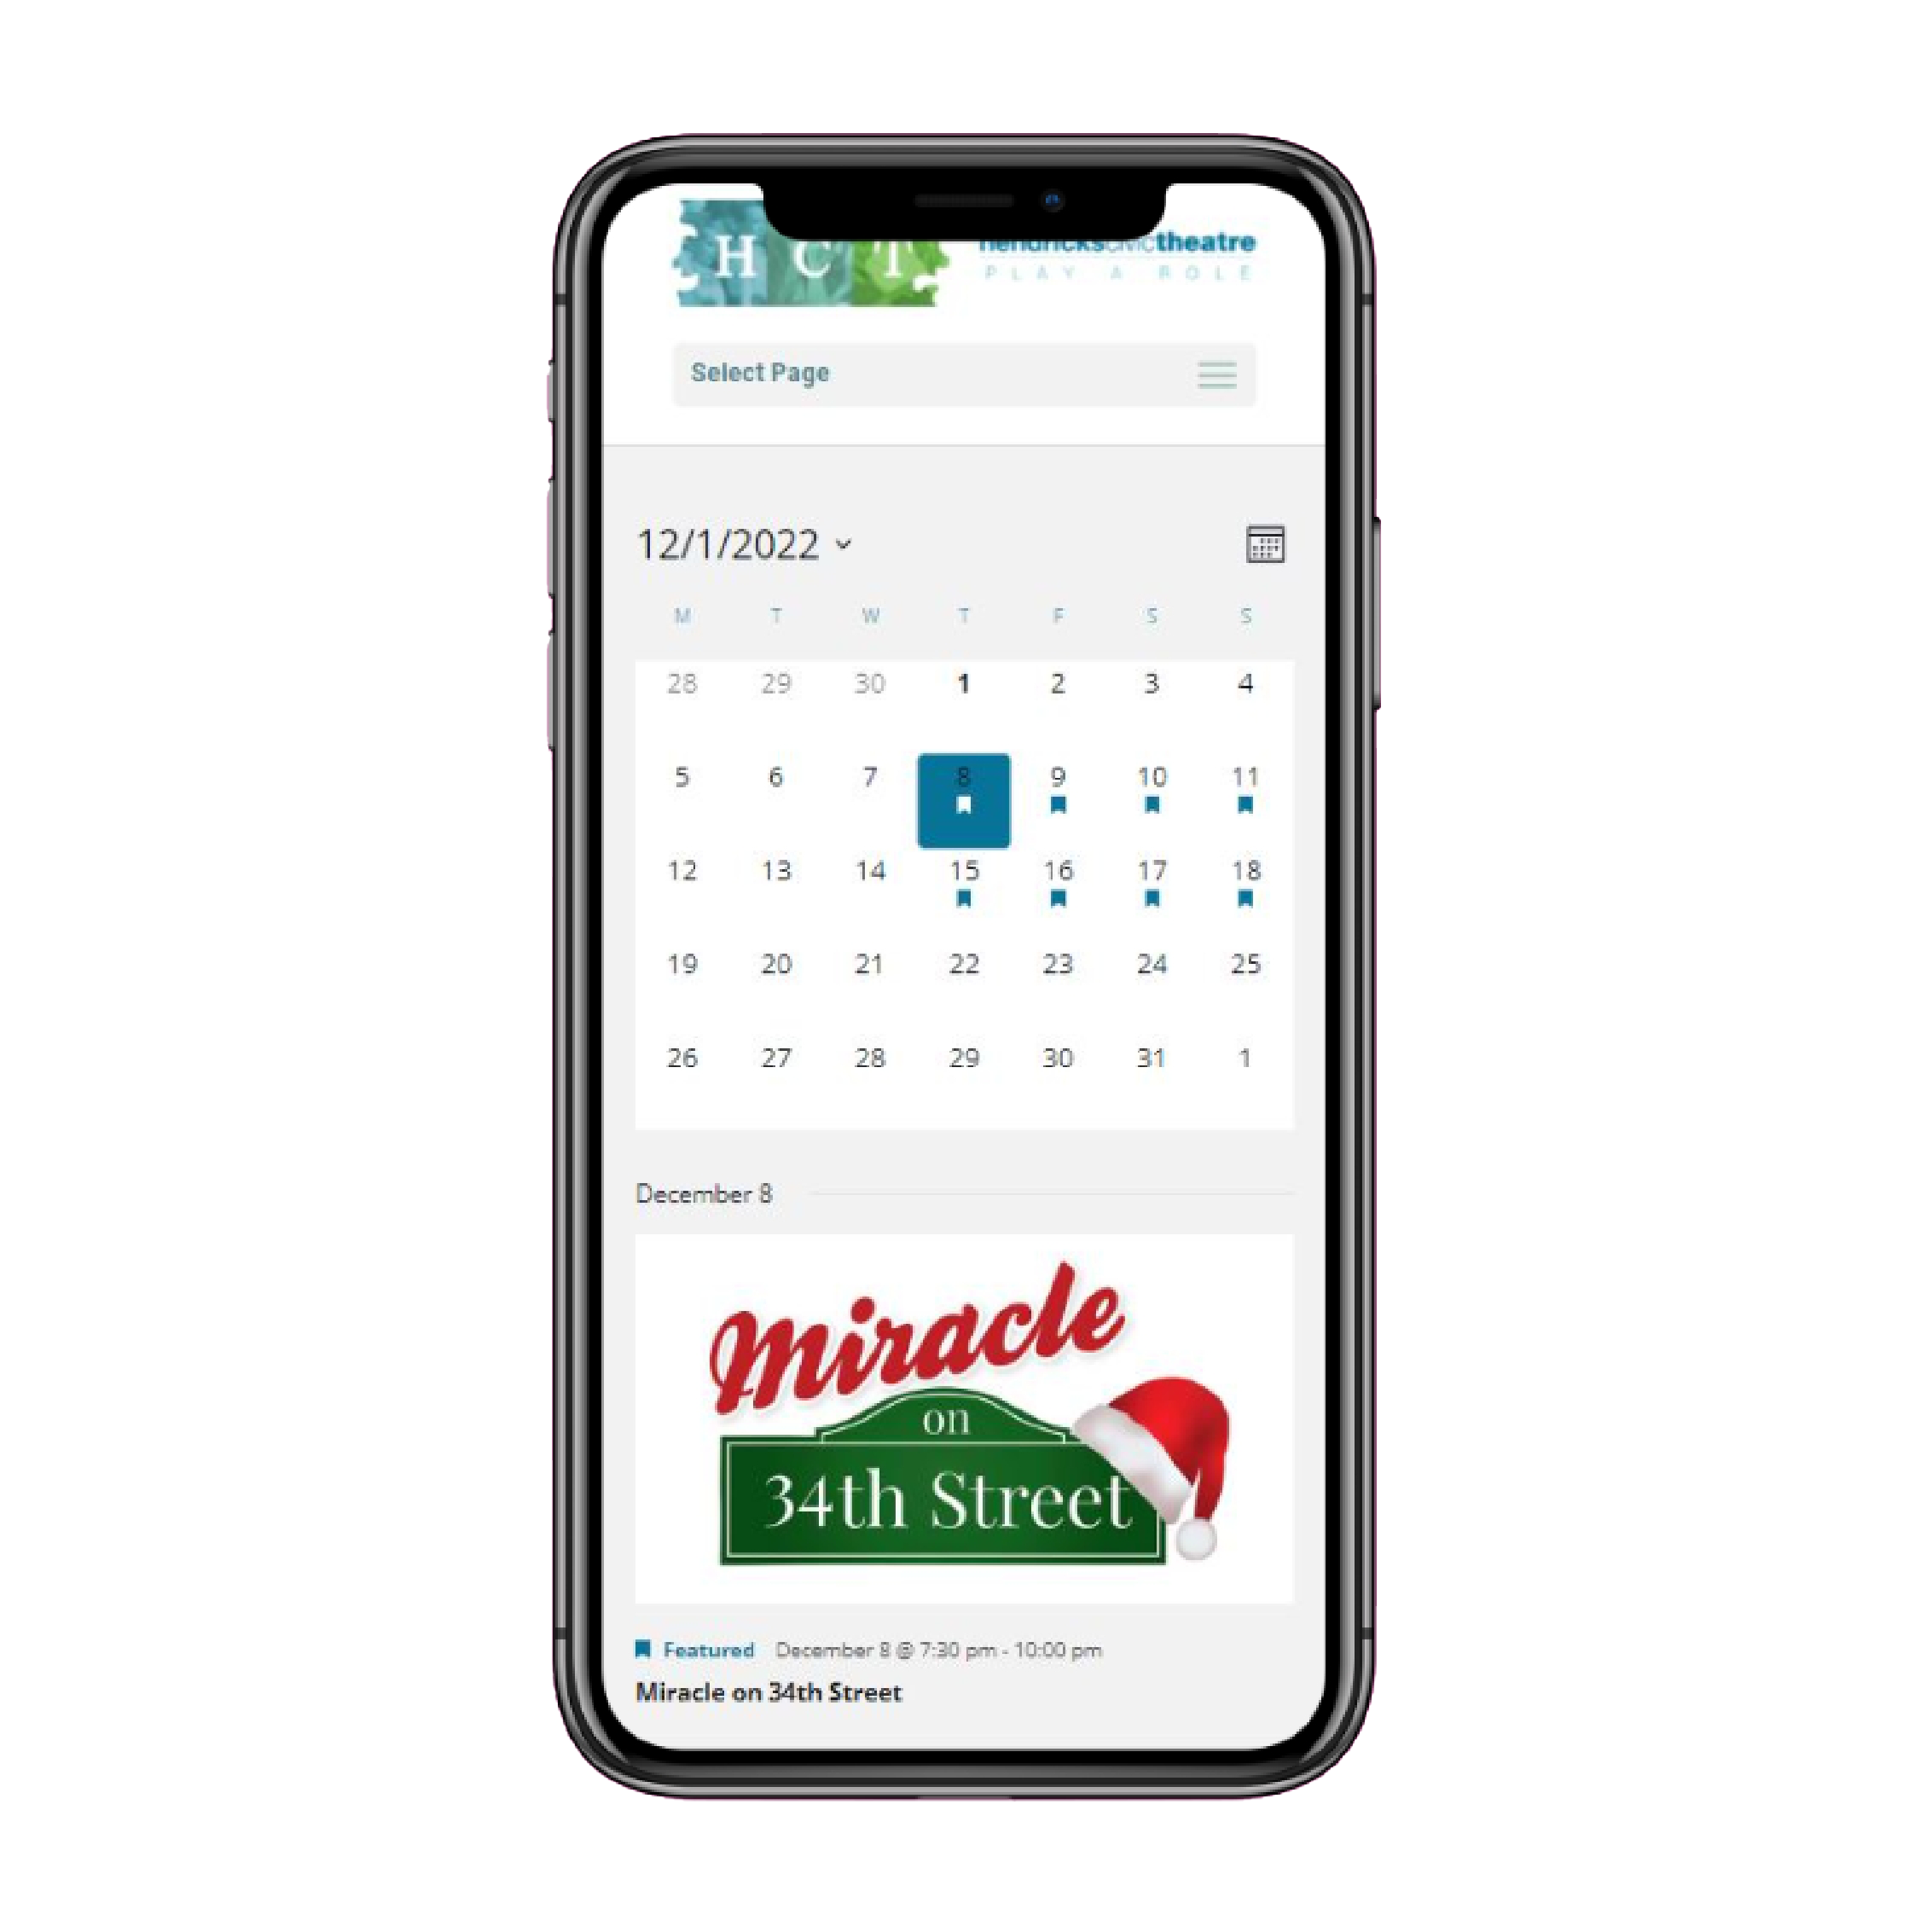 H C T
hendrickscivictheatre
PLAY A ROLE
Select Page
12/1/2022
M T W T F S S
28 29 30 1 2 3 4
5 6 7 8 9 10 11
12 13 14 15 16 17 18
19 20 21 22 23 24 25
26 27 28 29 30 31 1
December 8
Miracle
on
34th Street
Featured December 8 @ 7:30 pm - 10:00 pm
Miracle on 34th Street